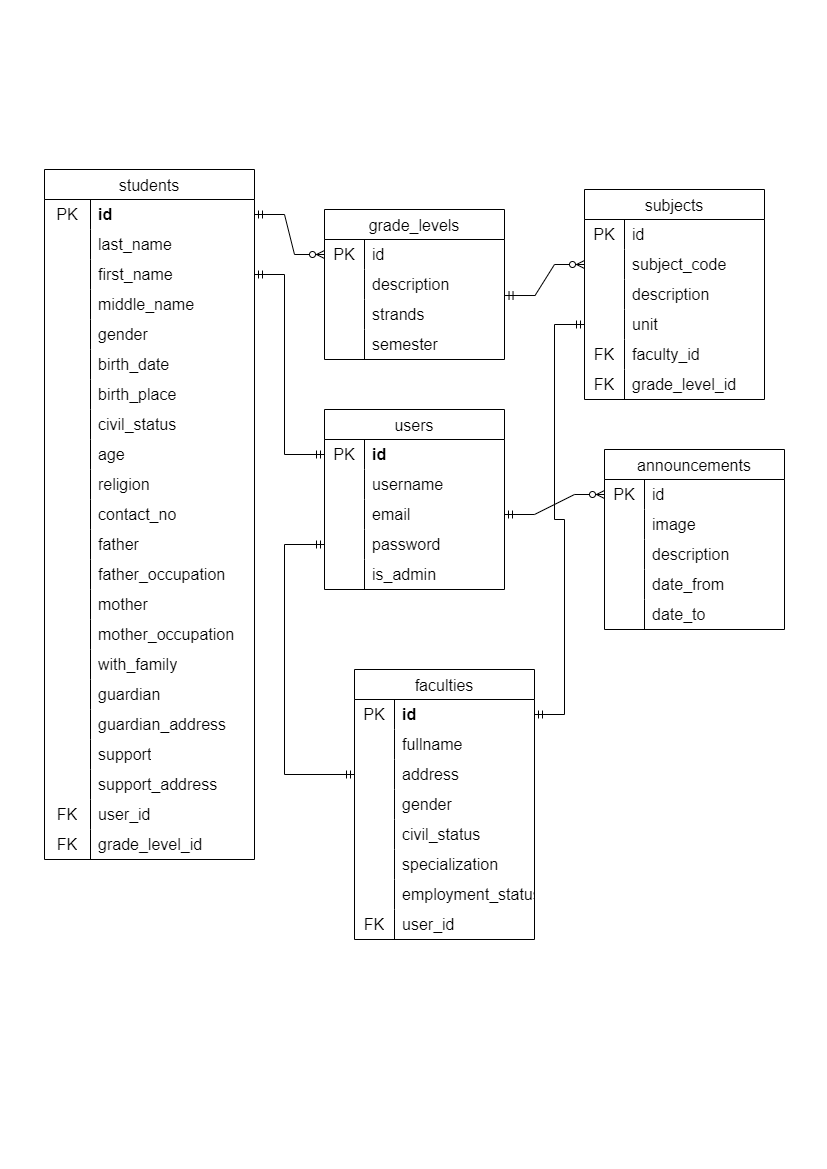 students
PK id
last_name
first_name
middle_name
gender
birth_date
birth_place
civil_status
age
religion
contact_no
father
father_occupation
mother
mother_occupation
with_family
guardian
guardian_address
support
support_address
FK user_id
FK grade_level_id
grade_levels
PK id
description
strands
semester
subjects
PK id
subject_code
description
unit
FK faculty_id
FK grade_level_id
users
PK id
username
email
password
is_admin
announcements
PK id
image
description
date_from
date_to
faculties
PK id
fullname
address
gender
civil_status
specialization
employment_status
FK user_id